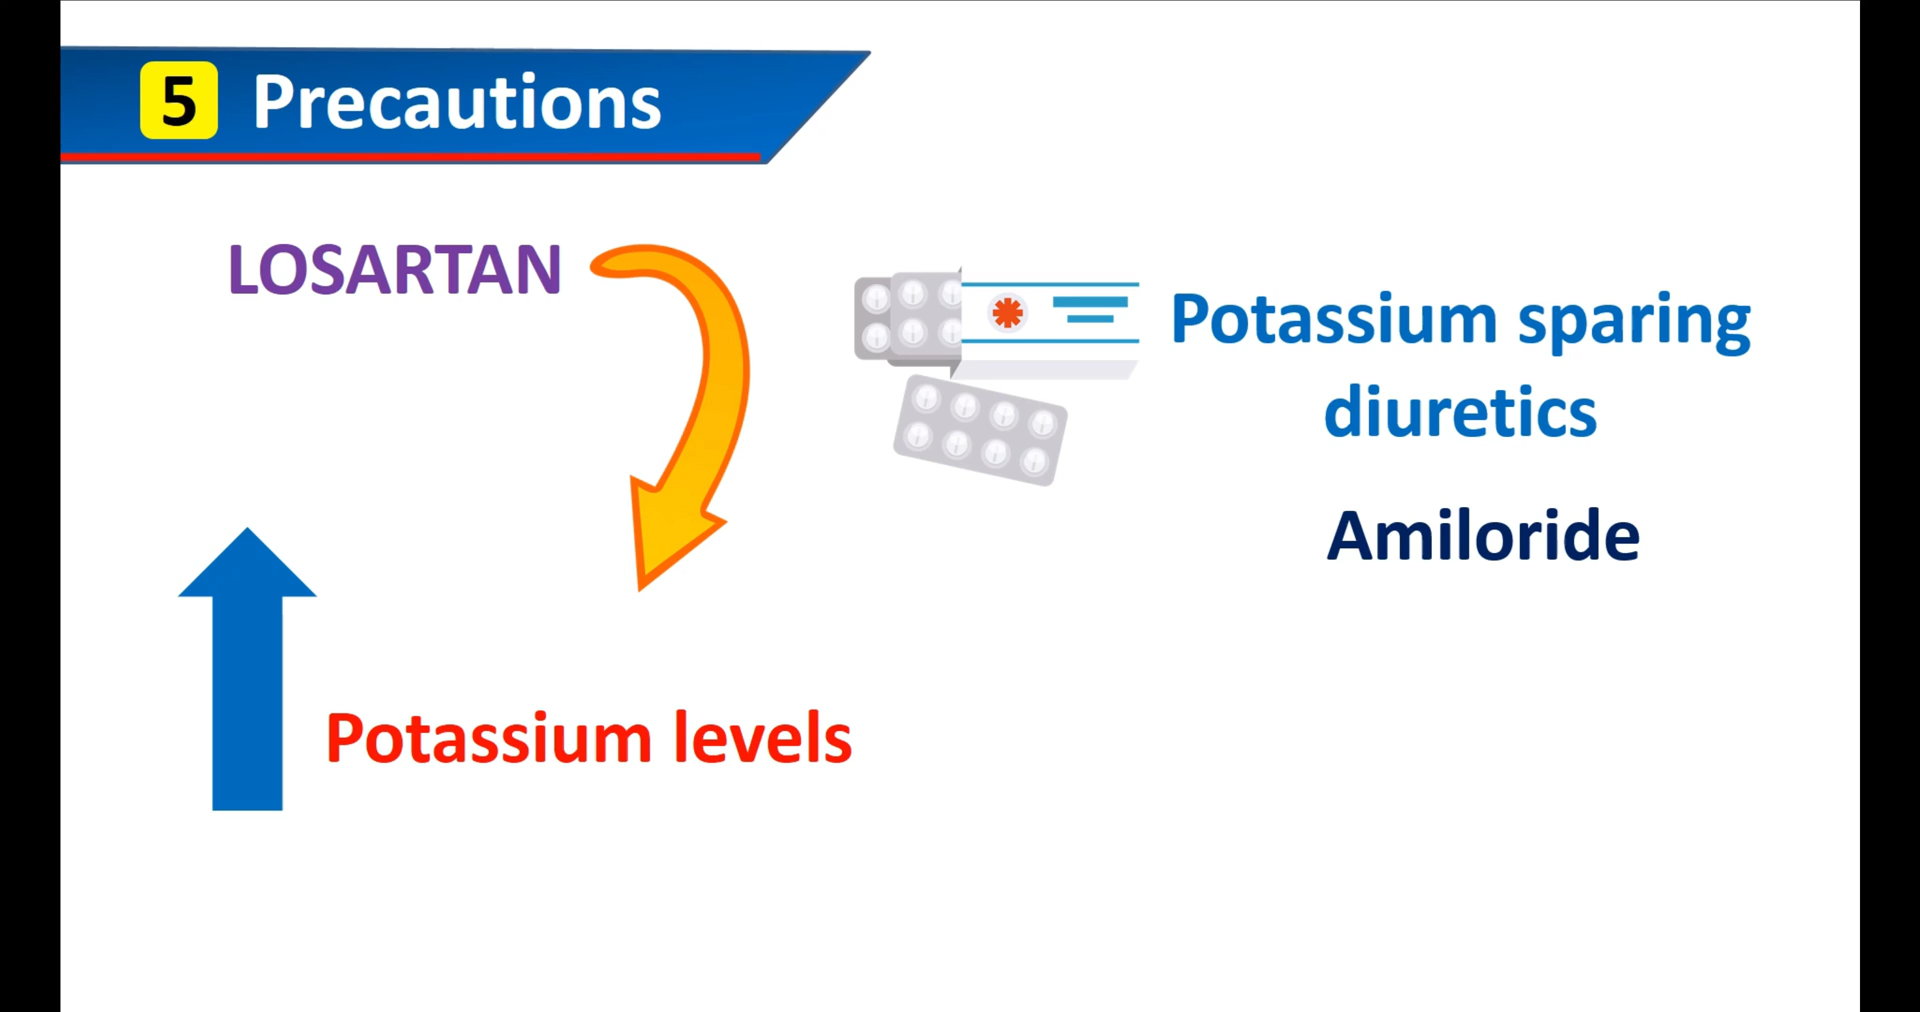 5 Precautions
LOSARTAN
Potassium sparing
diuretics
Amiloride
Potassium levels